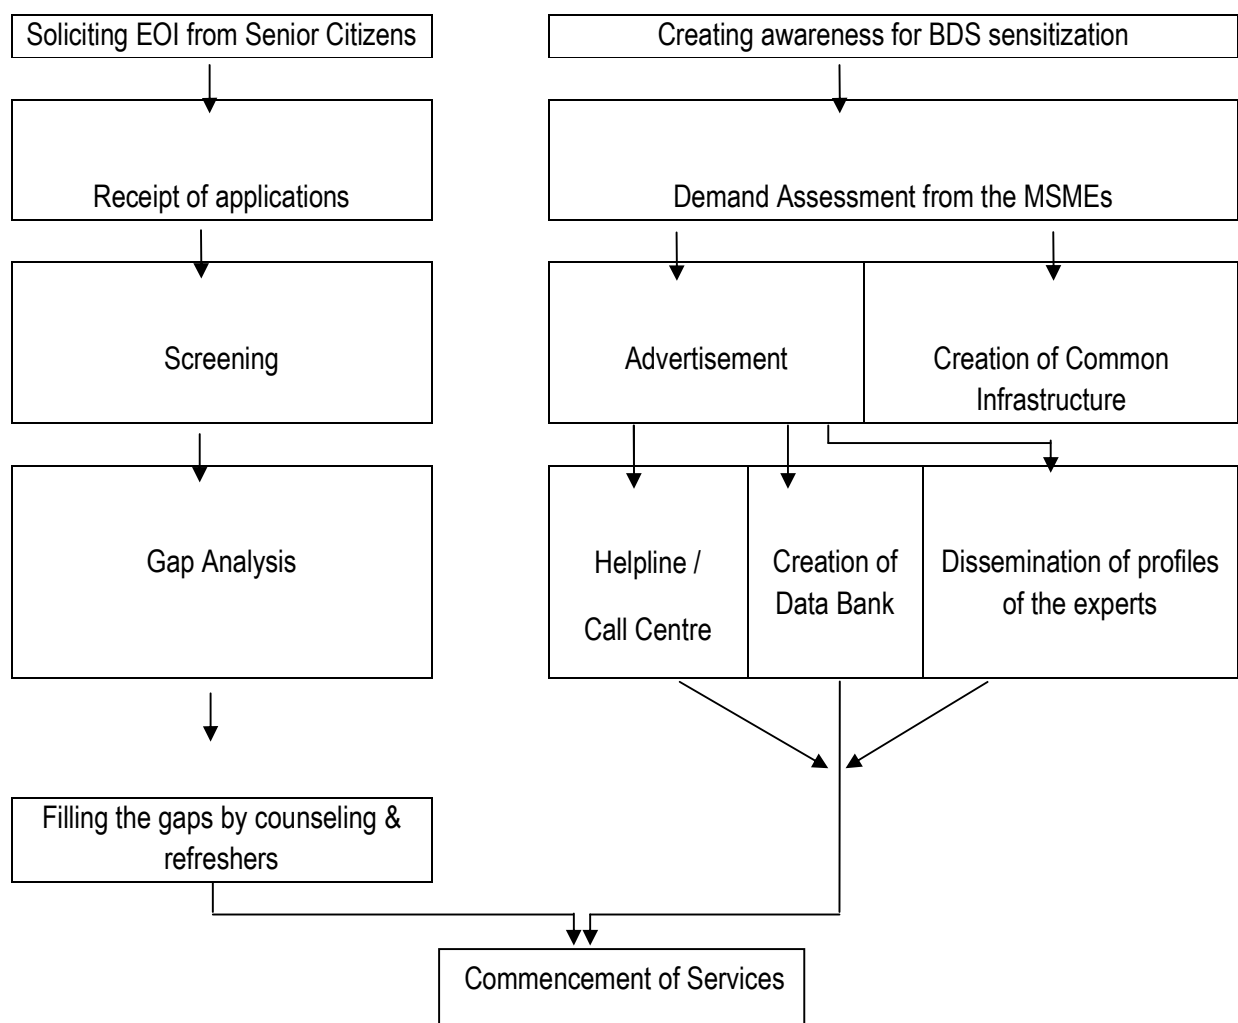 Soliciting EOI from Senior Citizens
Creating awareness for BDS sensitization
Receipt of applications
Demand Assessment from the MSMEs
Screening
Advertisement
Creation of Common
Infrastructure
Gap Analysis
Helpline /
Call Centre
Creation of
Data Bank
Dissemination of profiles
of the experts
Filling the gaps by counseling &
refreshers
Commencement of Services